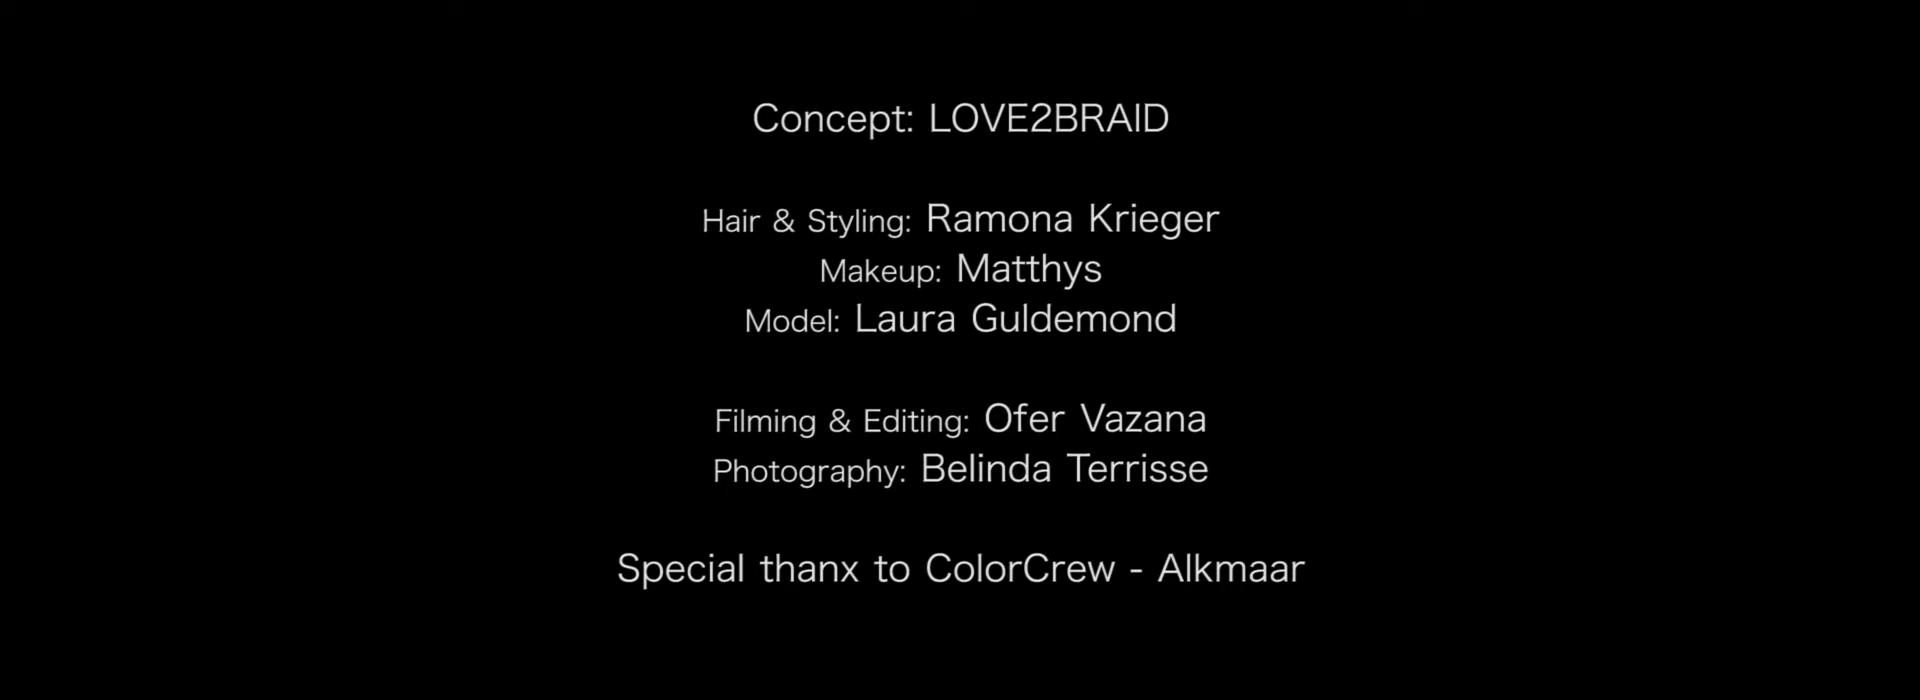 Concept: LOVE2BRAID
Hair & Styling: Ramona Krieger
Makeup: Matthys
Model: Laura Guldemond
Filming & Editing: Ofer Vazana
Photography: Belinda Terrisse
Special thanx to ColorCrew - Alkmaar